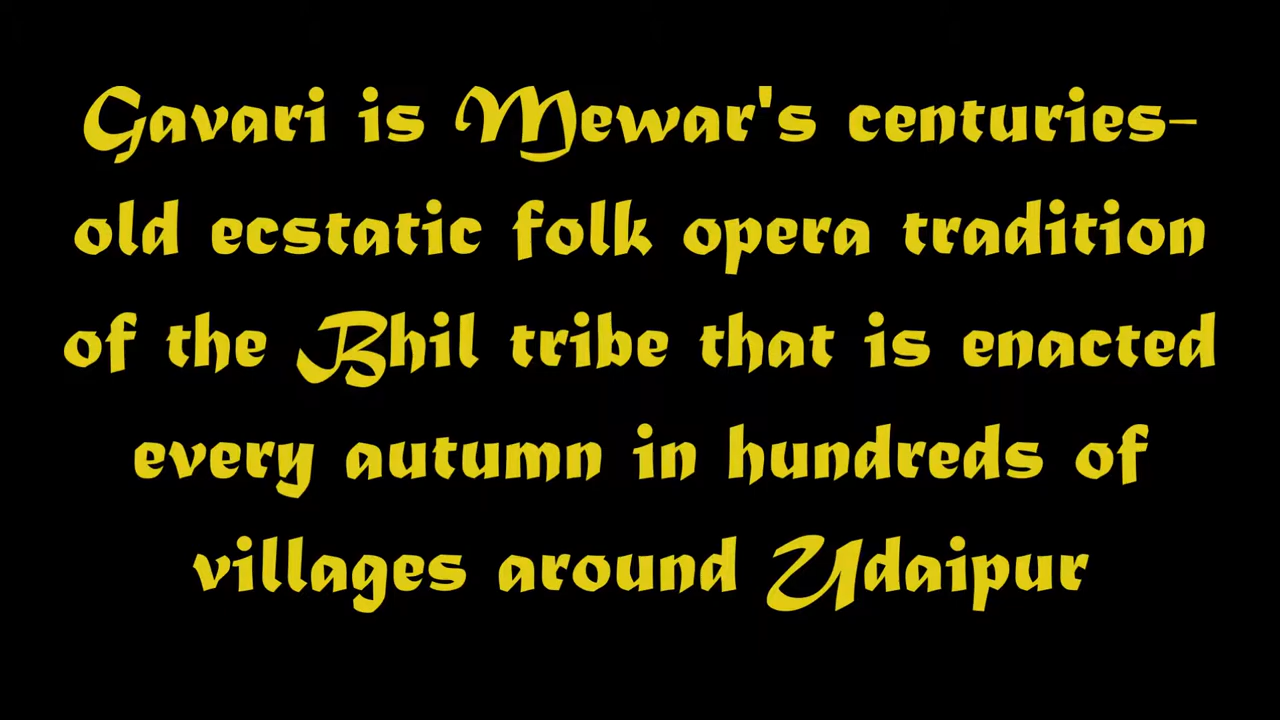 Gavari is Mewar's centuries-
old ecstatic folk opera tradition
of the Bhil tribe that is enacted
every autumn in hundreds of
villages around Udaipur